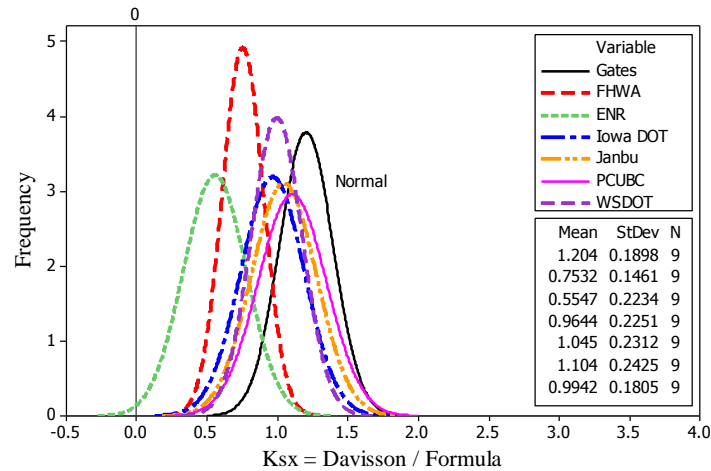 0
5
4
3
2
1
0
Frequency
-0.5 0.0 0.5 1.0 1.5 2.0 2.5 3.0 3.5 4.0
Ksx = Davisson / Formula
Normal
Variable
Gates
FHWA
ENR
Iowa DOT
Janbu
PCUBC
WSDOT
Mean StDev N
1.204 0.1898 9
0.7532 0.1461 9
0.5547 0.2234 9
0.9644 0.2251 9
1.045 0.2312 9
1.104 0.2425 9
0.9942 0.1805 9